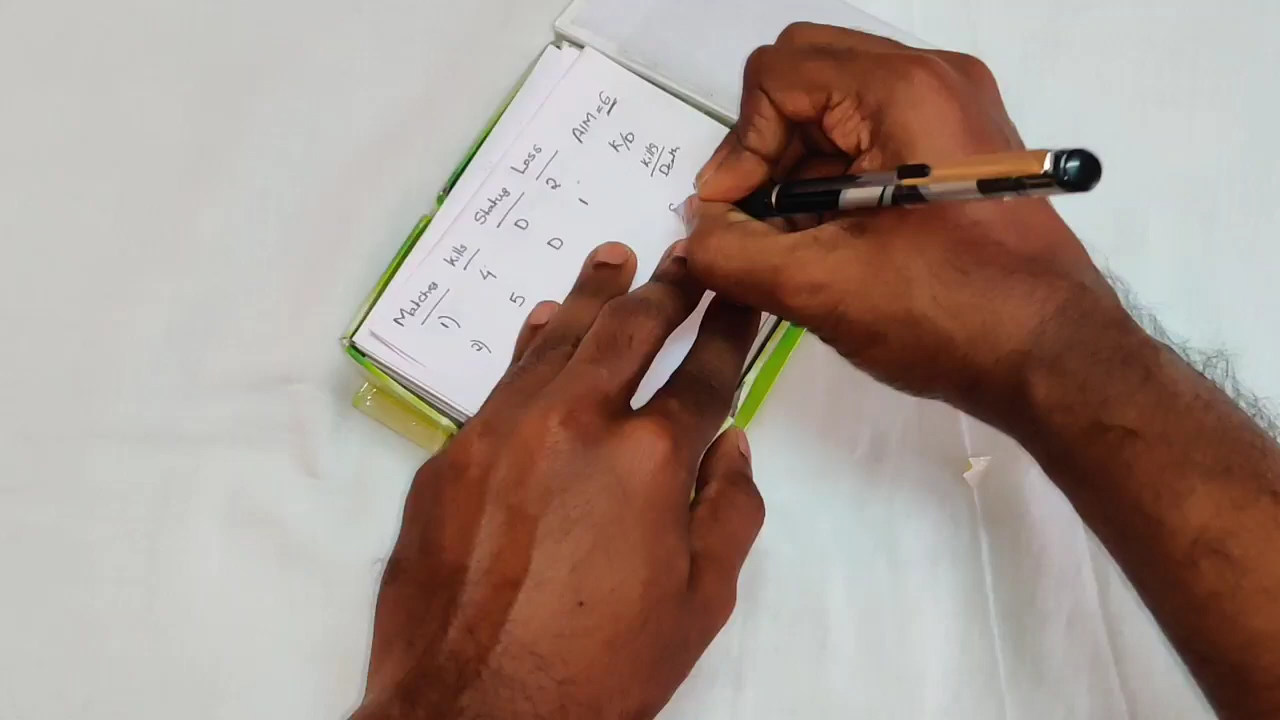 AIM = 6
Matches Kills Status Loss
1) 4 D 2
2) 5 D 1
K/D
Kills
Death